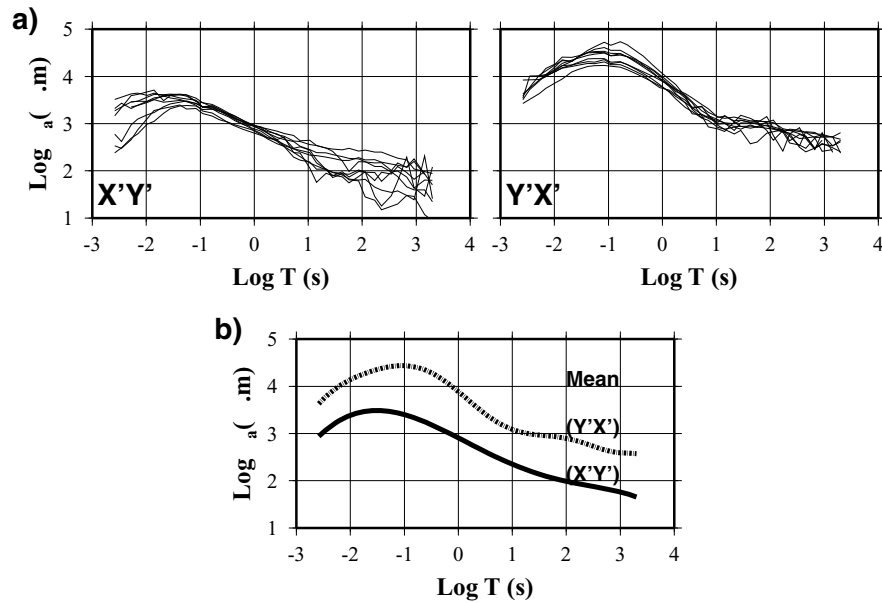 a)
5
4
3
2
1
Log a( .m)
X'Y'
-3 -2 -1 0 1 2 3 4
Log T (s)
Y'X'
-3 -2 -1 0 1 2 3 4
Log T (s)
b)
5
4
3
2
1
Log a( .m)
Mean
(Y'X')
(X'Y')
-3 -2 -1 0 1 2 3 4
Log T (s)